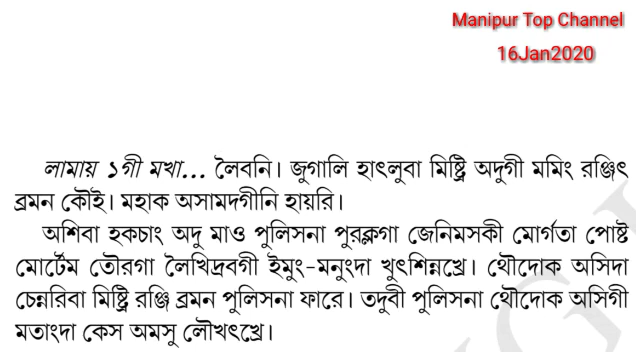 Manipur Top Channel
16Jan2020
লামায় ১গী মখা... লৈবনি। জুগালি হাৎলুবা মিষ্ট্রি অদুগী মমিং রঞ্জিৎ
ব্রমন কৌই। মহাক অসামদগীনি হায়রি।
অশিবা হকচাং অদু মাও পুলিসনা পুরক্লগা জেনিমসকী মোর্গতা পোষ্ট
মোর্টেম তৌরগা লৈখিদ্রবগী ইমুং-মনুংদা খুৎশিন্নখ্রে। থৌদোক অসিদা
চেন্নরিবা মিষ্ট্রি রঞ্জি ব্রমন পুলিসনা ফারে। তদুবী পুলিসনা থৌদোক অসিগী
মতাংদা কেস অমসু লৌখৎখ্রে।